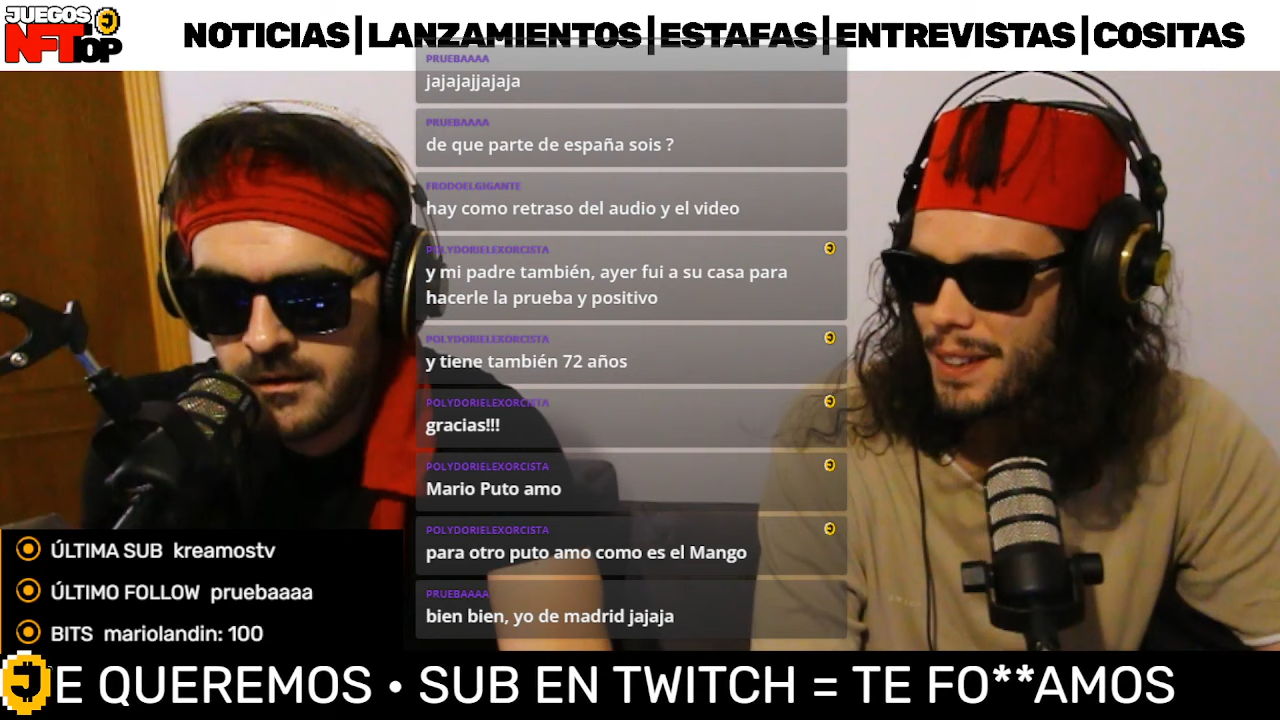 JUEGOS
NFT TOP
NOTICIAS|LANZAMIENTOS|ESTAFAS|ENTREVISTAS|COSITAS
PRUEBAAAA
jajajajjajaja
PRUEBAAAA
de que parte de españa sois ?
FRODOELGIGANTE
hay como retraso del audio y el video
POLYDORIELEXORCISTA
y mi padre también, ayer fui a su casa para
hacerle la prueba y positivo
POLYDORIELEXORCISTA
y tiene también 72 años
POLYDORIELEXORCISTA
gracias!!!
POLYDORIELEXORCISTA
Mario Puto amo
POLYDORIELEXORCISTA
para otro puto amo como es el Mango
PRUEBAAAA
bien bien, yo de madrid jajaja
ÚLTIMA SUB kreamostv
ÚLTIMO FOLLOW pruebaaaa
BITS mariolandin: 100
E QUEREMOS • SUB EN TWITCH = TE FO**AMOS